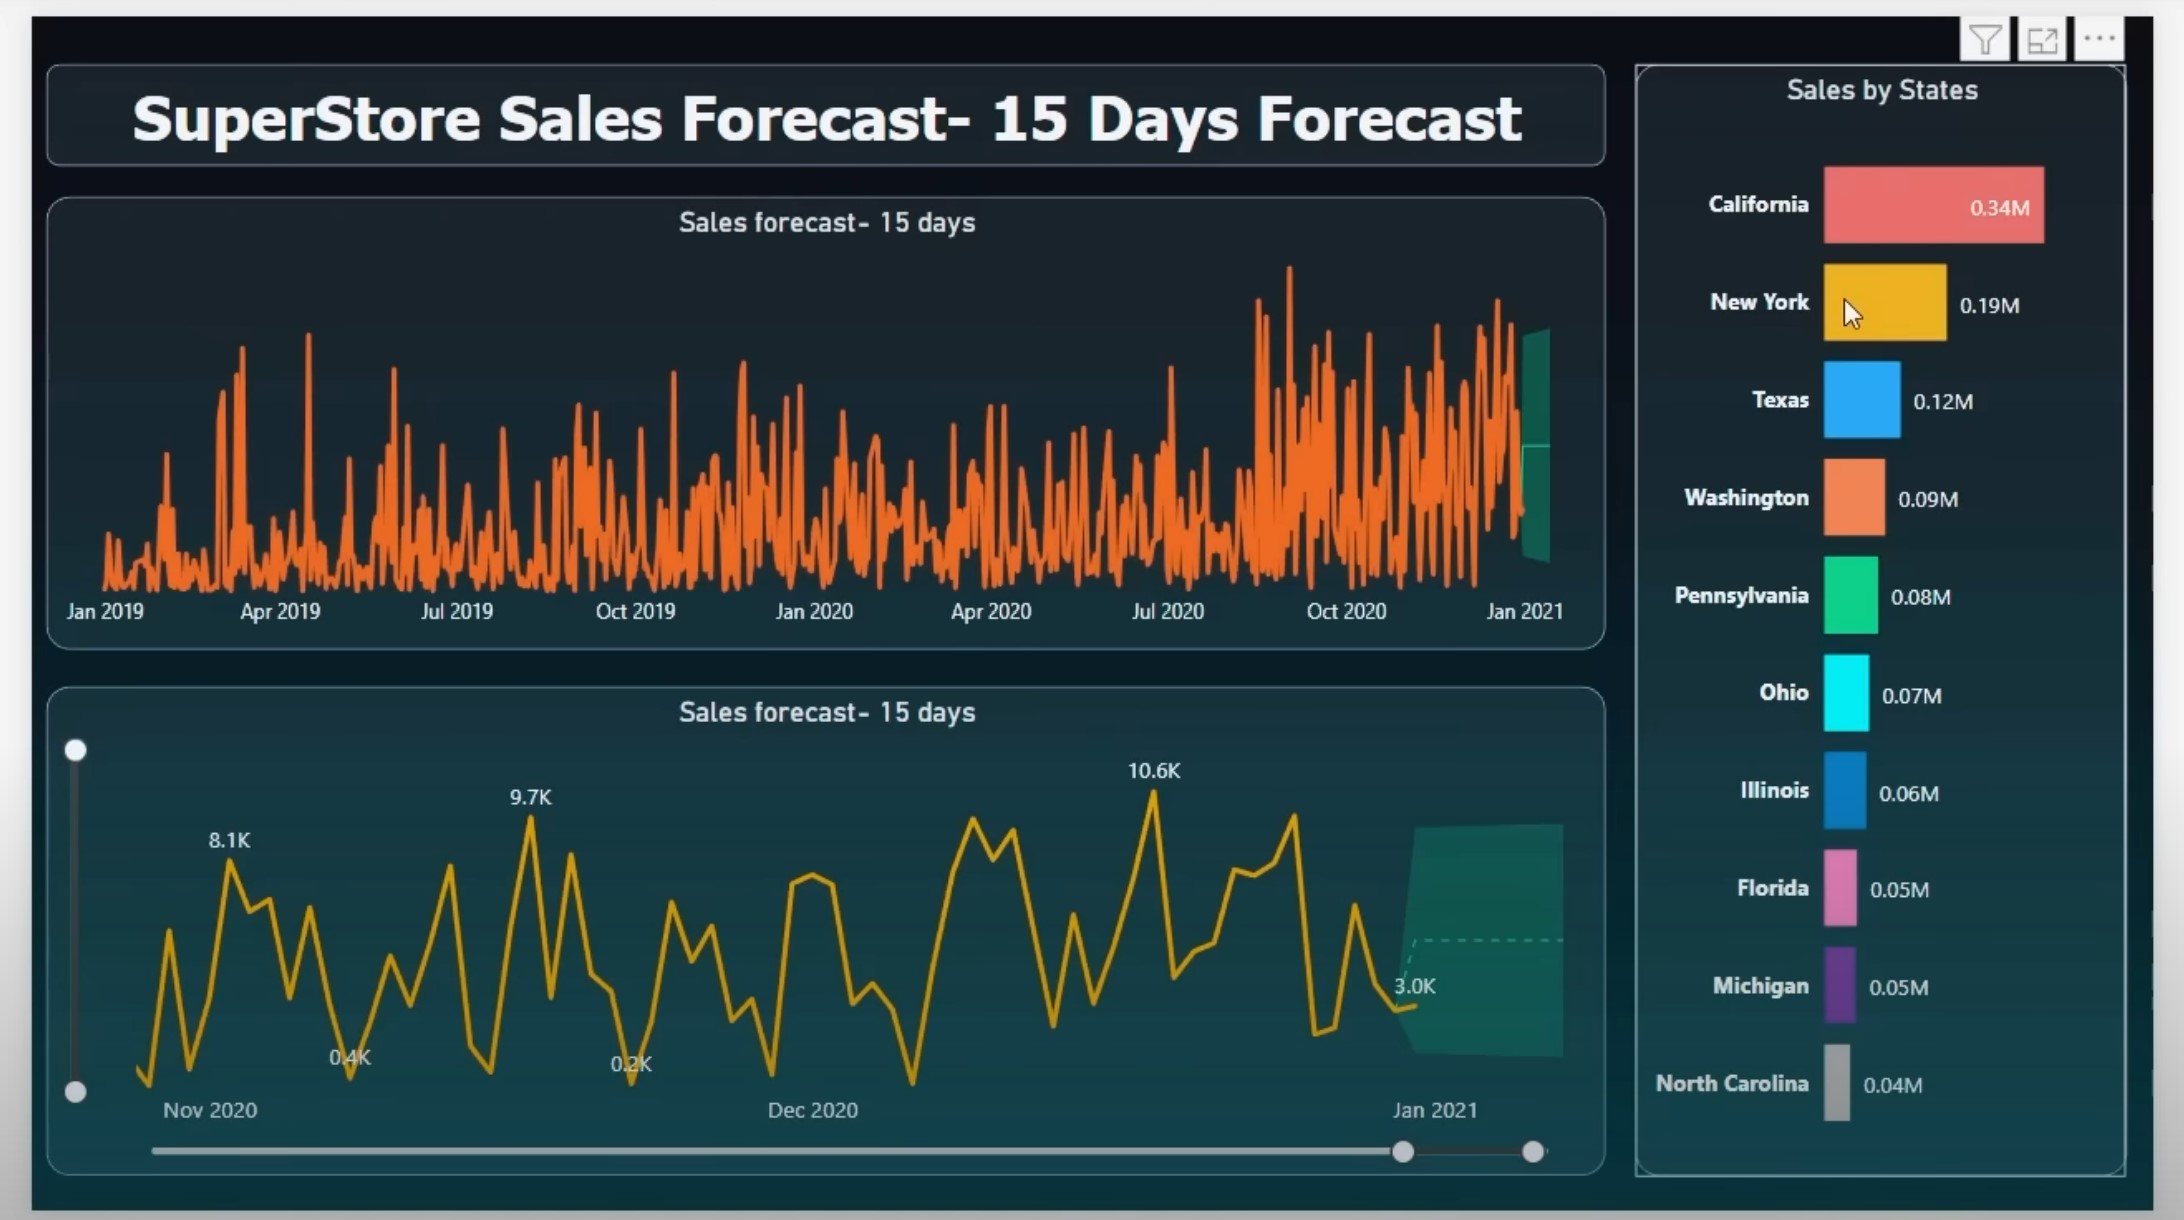 SuperStore Sales Forecast- 15 Days Forecast
Sales forecast- 15 days
Jan 2019 Apr 2019 Jul 2019 Oct 2019 Jan 2020 Apr 2020 Jul 2020 Oct 2020 Jan 2021
Sales forecast- 15 days
10.6K
9.7K
8.1K
3.0K
0.4K
0.2K
Nov 2020 Dec 2020 Jan 2021
Sales by States
California 0.34M
New York 0.19M
Texas 0.12M
Washington 0.09M
Pennsylvania 0.08M
Ohio 0.07M
Illinois 0.06M
Florida 0.05M
Michigan 0.05M
North Carolina 0.04M